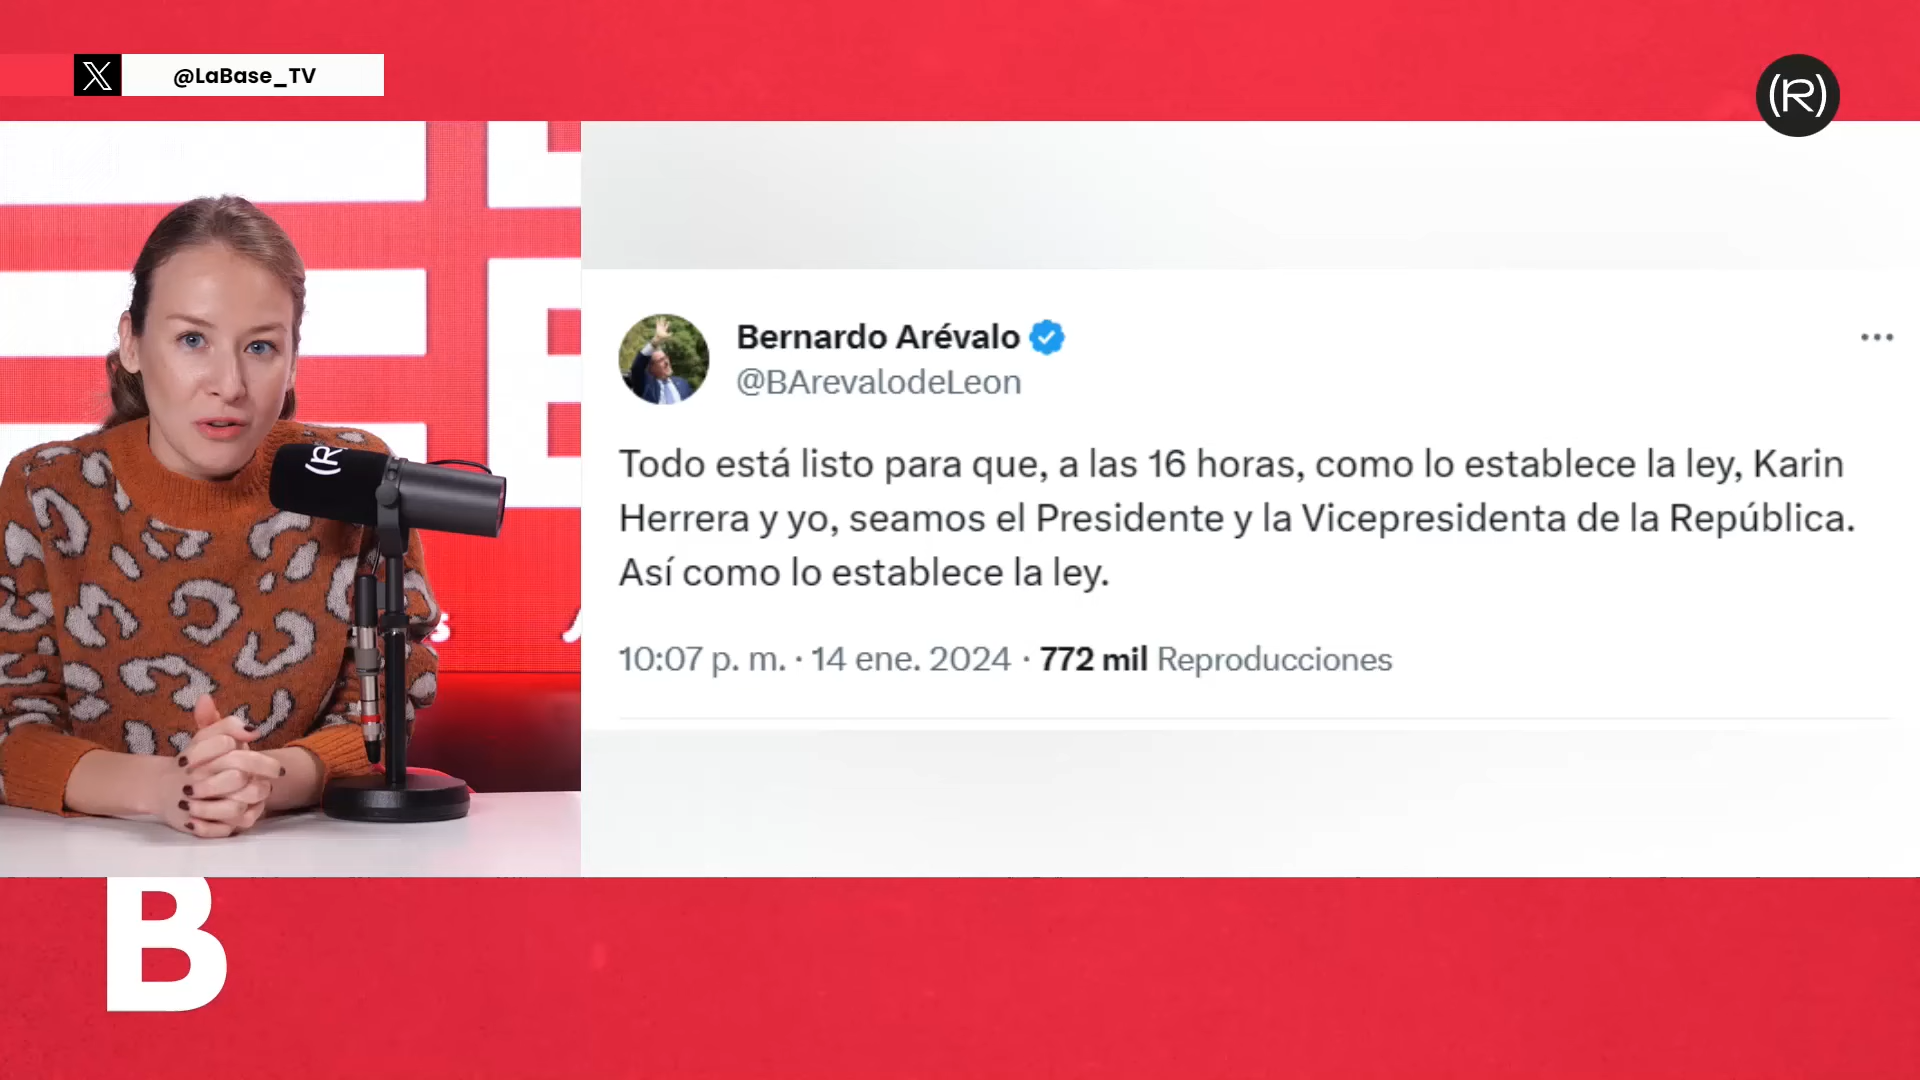 @LaBase_TV
(R)
(R
Bernardo Arévalo
@BArevalodeLeon
Todo está listo para que, a las 16 horas, como lo establece la ley, Karin
Herrera y yo, seamos el Presidente y la Vicepresidenta de la República.
Así como lo establece la ley.
10:07 p. m. · 14 ene. 2024 · 772 mil Reproducciones
B